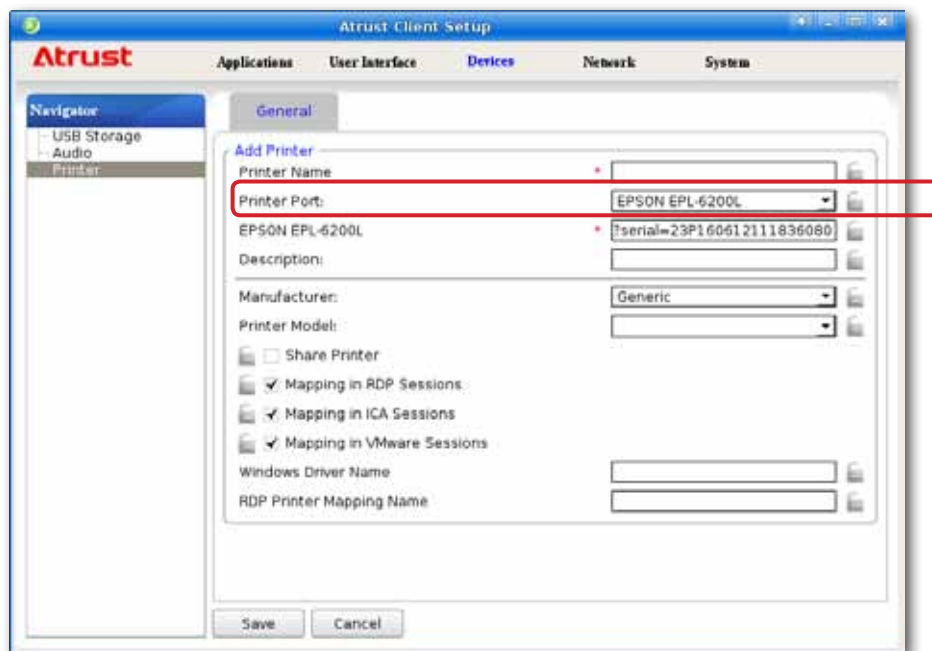 Atrust Client Setup
Atrust
Applications User Interface Devices Network System
Navigator
USB Storage
Audio
Printer
General
Add Printer
Printer Name *
Printer Port: EPSON EPL-6200L
EPSON EPL-6200L * ?serial=23P160612111836080
Description:
Manufacturer: Generic
Printer Model:
Share Printer
Mapping in RDP Sessions
Mapping in ICA Sessions
Mapping in VMware Sessions
Windows Driver Name
RDP Printer Mapping Name
Save Cancel